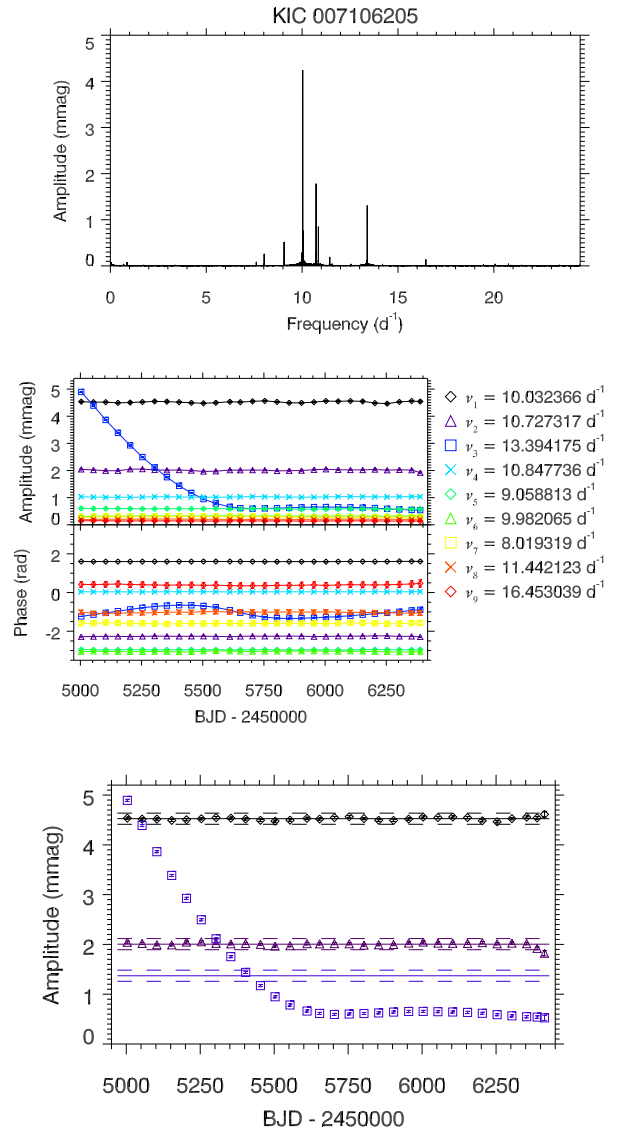 KIC 007106205
5
4
3
2
1
0
Amplitude (mmag)
0 5 10 15 20
Frequency (d⁻¹)
5
4
3
2
1
0
Amplitude (mmag)
2
0
-2
Phase (rad)
5000 5250 5500 5750 6000 6250
BJD - 2450000
ν₁ = 10.032366 d⁻¹
ν₂ = 10.727317 d⁻¹
ν₃ = 13.394175 d⁻¹
ν₄ = 10.847736 d⁻¹
ν₅ = 9.058813 d⁻¹
ν₆ = 9.982065 d⁻¹
ν₇ = 8.019319 d⁻¹
ν₈ = 11.442123 d⁻¹
ν₉ = 16.453039 d⁻¹
5
4
3
2
1
0
Amplitude (mmag)
5000 5250 5500 5750 6000 6250
BJD - 2450000